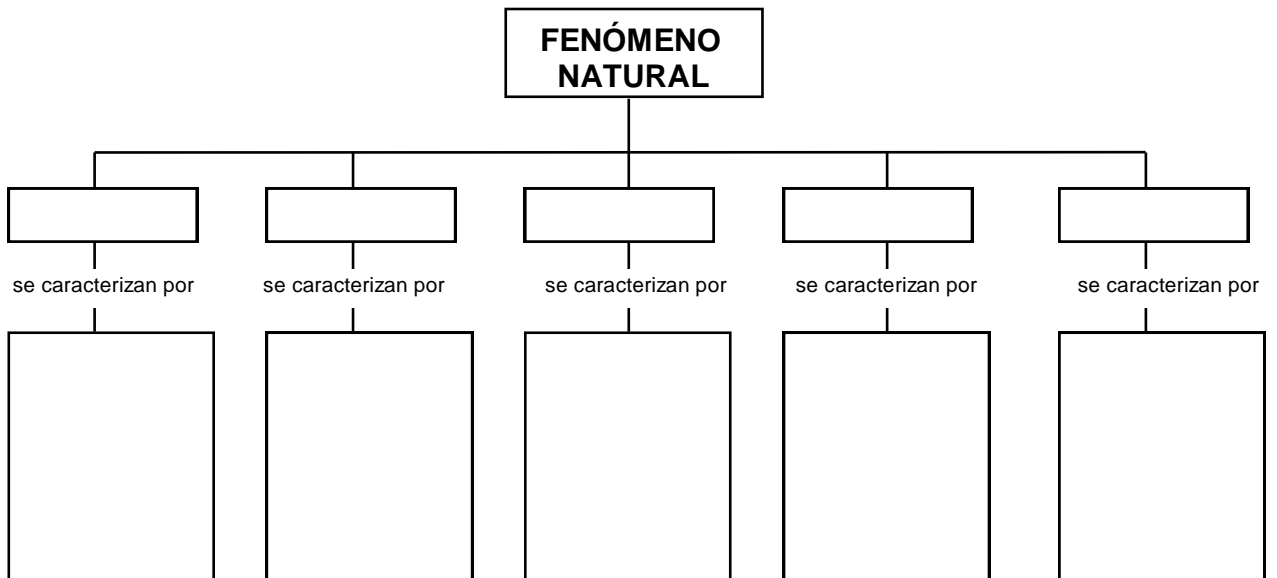 FENÓMENO
NATURAL
se caracterizan por
se caracterizan por
se caracterizan por
se caracterizan por
se caracterizan por